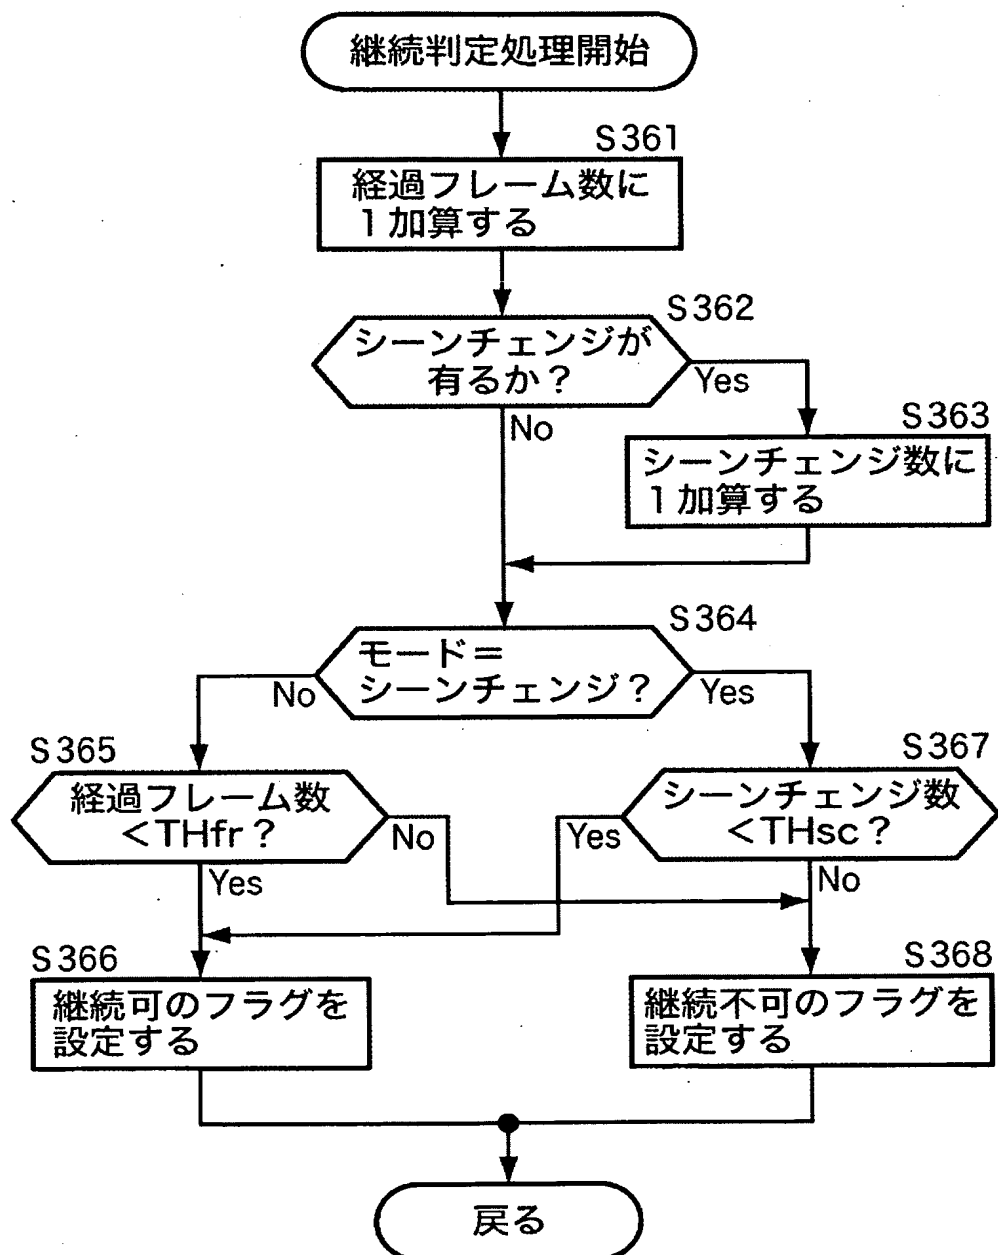 継続判定処理開始
S361
経過フレーム数に
1加算する
S362
シーンチェンジが
有るか？
Yes
No
S363
シーンチェンジ数に
1加算する
S364
モード＝
シーンチェンジ？
No
Yes
S365
経過フレーム数
<THfr？
No
Yes
S367
シーンチェンジ数
<THsc？
Yes
No
S366
継続可のフラグを
設定する
S368
継続不可のフラグを
設定する
戻る